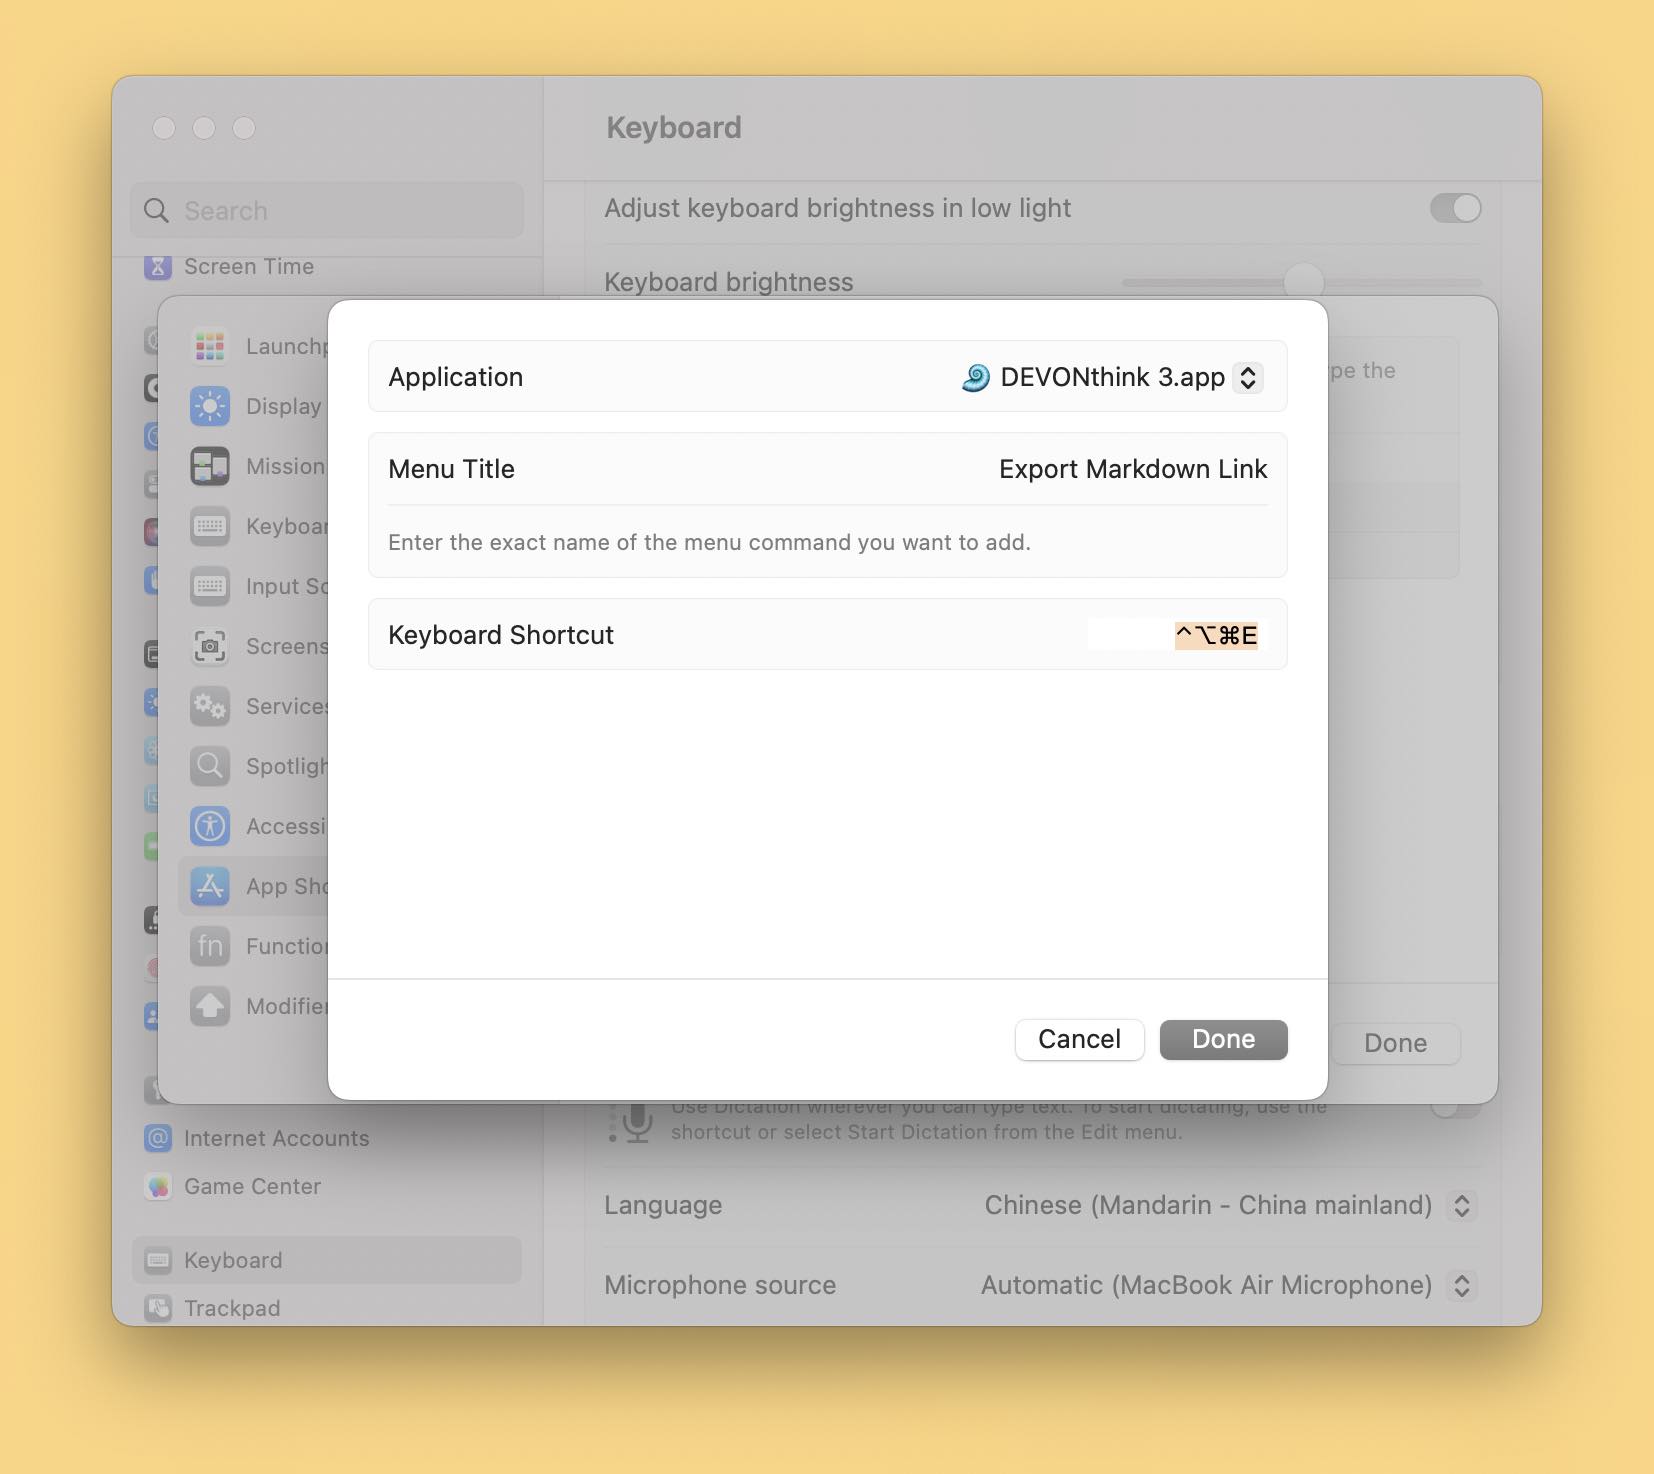 Keyboard
Search
Adjust keyboard brightness in low light
Screen Time
Keyboard brightness
Launchp
Application
DEVONthink 3.app
pe the
Display
Menu Title
Export Markdown Link
Mission
Keyboar
Enter the exact name of the menu command you want to add.
Input So
Keyboard Shortcut
^⌥⌘E
Screens
Services
Spotligh
Accessi
App Sho
fn
Function
Modifier
Cancel
Done
Done
Use Dictation wherever you can type text. To start dictating, use the
shortcut or select Start Dictation from the Edit menu.
Internet Accounts
Game Center
Language
Chinese (Mandarin - China mainland)
Keyboard
Microphone source
Automatic (MacBook Air Microphone)
Trackpad